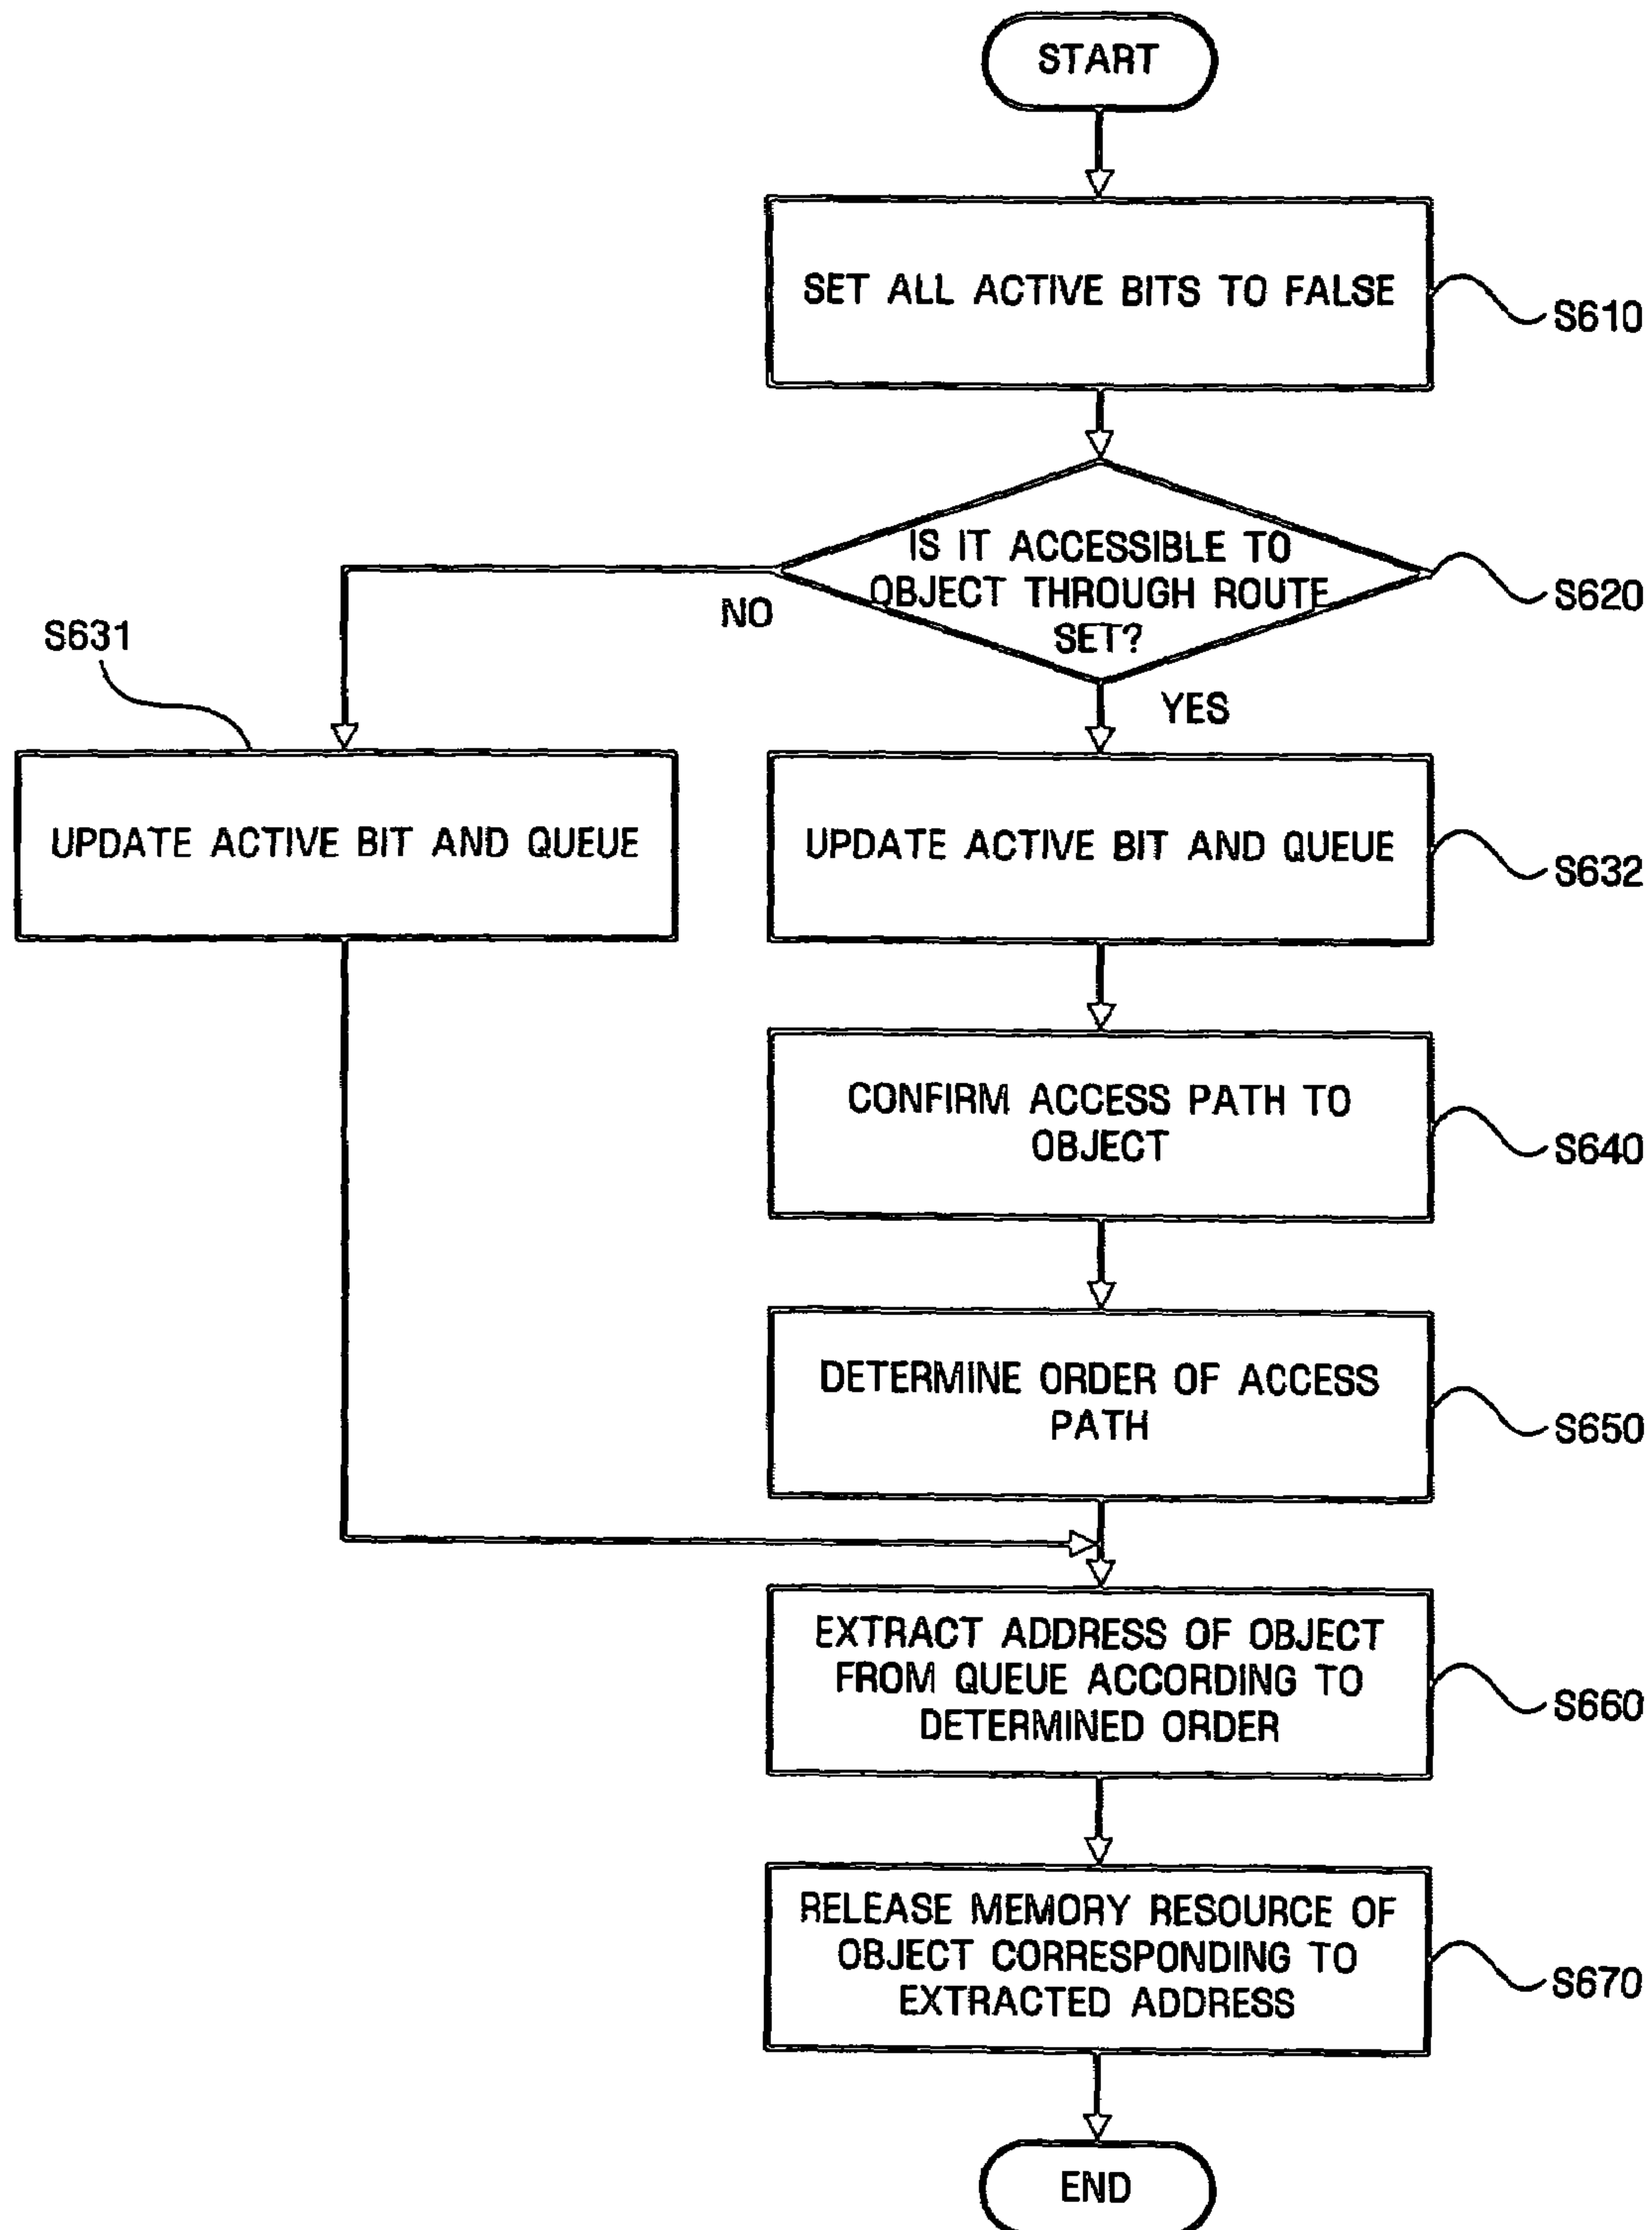 START
SET ALL ACTIVE BITS TO FALSE
S610
IS IT ACCESSIBLE TO
OBJECT THROUGH ROUTE
SET?
S620
NO
YES
S631
UPDATE ACTIVE BIT AND QUEUE
UPDATE ACTIVE BIT AND QUEUE
S632
CONFIRM ACCESS PATH TO
OBJECT
S640
DETERMINE ORDER OF ACCESS
PATH
S650
EXTRACT ADDRESS OF OBJECT
FROM QUEUE ACCORDING TO
DETERMINED ORDER
S660
RELEASE MEMORY RESOURCE OF
OBJECT CORRESPONDING TO
EXTRACTED ADDRESS
S670
END